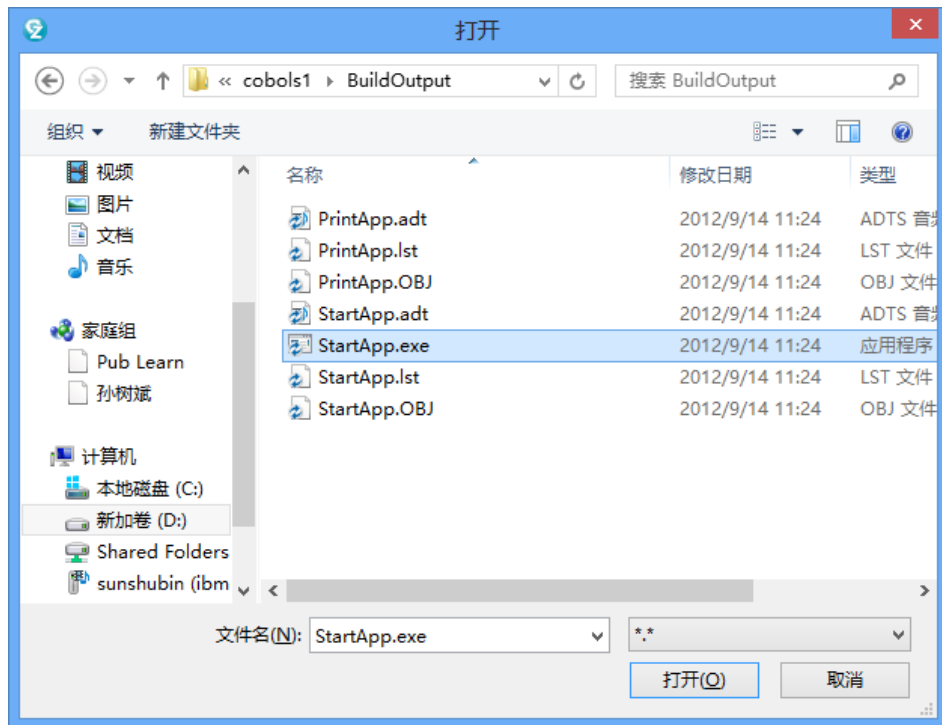 打开
« cobols1 BuildOutput
搜索 BuildOutput
组织
新建文件夹
视频
图片
文档
音乐
家庭组
Pub Learn
孙树斌
计算机
本地磁盘 (C:)
新加卷 (D:)
Shared Folders
sunshubin (ibm
名称 修改日期 类型
PrintApp.adt 2012/9/14 11:24 ADTS 音频
PrintApp.lst 2012/9/14 11:24 LST 文件
PrintApp.OBJ 2012/9/14 11:24 OBJ 文件
StartApp.adt 2012/9/14 11:24 ADTS 音频
StartApp.exe 2012/9/14 11:24 应用程序
StartApp.lst 2012/9/14 11:24 LST 文件
StartApp.OBJ 2012/9/14 11:24 OBJ 文件
文件名(N): StartApp.exe
*.*
打开(O)
取消